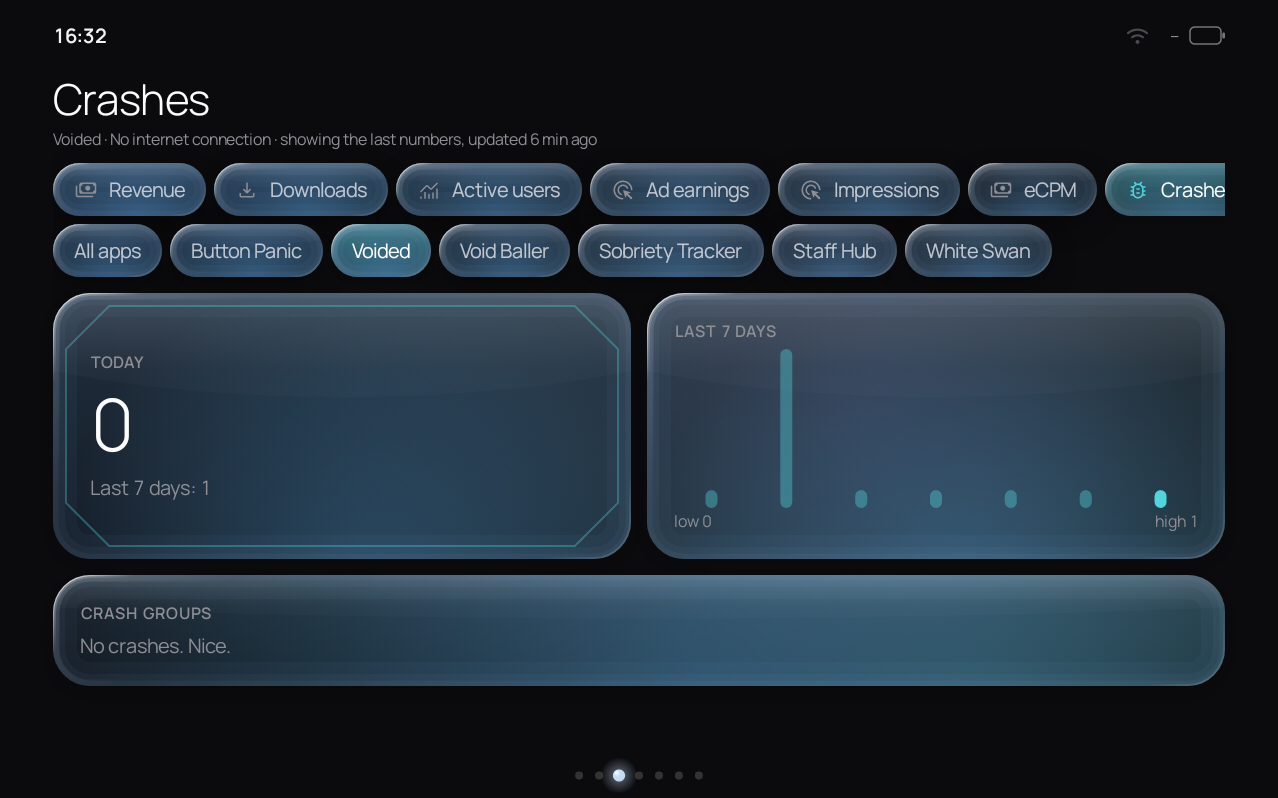 16:32
–
Crashes
Voided · No internet connection · showing the last numbers, updated 6 min ago
Revenue Downloads Active users Ad earnings Impressions eCPM Crashe
All apps Button Panic Voided Void Baller Sobriety Tracker Staff Hub White Swan
TODAY
0
Last 7 days: 1
LAST 7 DAYS
low 0 high 1
CRASH GROUPS
No crashes. Nice.